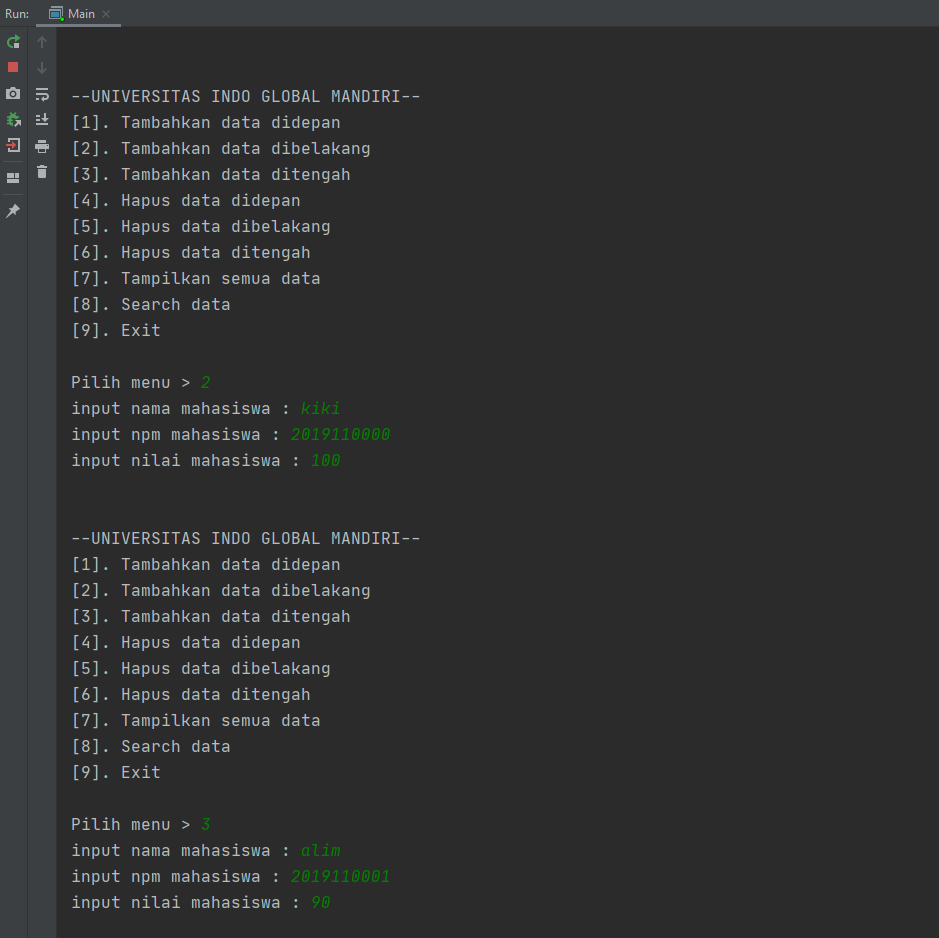 Run: Main
--UNIVERSITAS INDO GLOBAL MANDIRI--
[1]. Tambahkan data didepan
[2]. Tambahkan data dibelakang
[3]. Tambahkan data ditengah
[4]. Hapus data didepan
[5]. Hapus data dibelakang
[6]. Hapus data ditengah
[7]. Tampilkan semua data
[8]. Search data
[9]. Exit
Pilih menu > 2
input nama mahasiswa : kiki
input npm mahasiswa : 2019110000
input nilai mahasiswa : 100
--UNIVERSITAS INDO GLOBAL MANDIRI--
[1]. Tambahkan data didepan
[2]. Tambahkan data dibelakang
[3]. Tambahkan data ditengah
[4]. Hapus data didepan
[5]. Hapus data dibelakang
[6]. Hapus data ditengah
[7]. Tampilkan semua data
[8]. Search data
[9]. Exit
Pilih menu > 3
input nama mahasiswa : alim
input npm mahasiswa : 2019110001
input nilai mahasiswa : 90